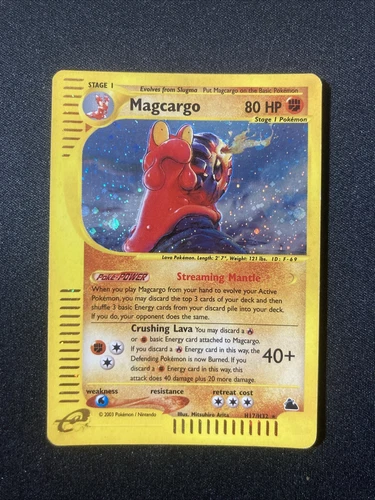 STAGE 1
Evolves from Slugma Put Magcargo on the Basic Pokémon
Magcargo 80 HP
Stage 1 Pokémon
Lava Pokémon. Length: 2' 7", Weight: 121 lbs. ID: F-69
Poké-POWER Streaming Mantle
When you play Magcargo from your hand to evolve your Active
Pokémon, you may discard the top 3 cards of your deck and then
shuffle 3 basic Energy cards from your discard pile into your deck.
If you do, your opponent does the same.
Crushing Lava You may discard a
or basic Energy card attached to Magcargo.
If you discard a Energy card in this way, the
Defending Pokémon is now Burned. If you
discard a basic Energy card in this way, this
attack does 40 damage plus 20 more damage.
40+
weakness resistance retreat cost
© 2003 Pokémon / Nintendo Illus. Mitsuhiro Arita H17/H32
e